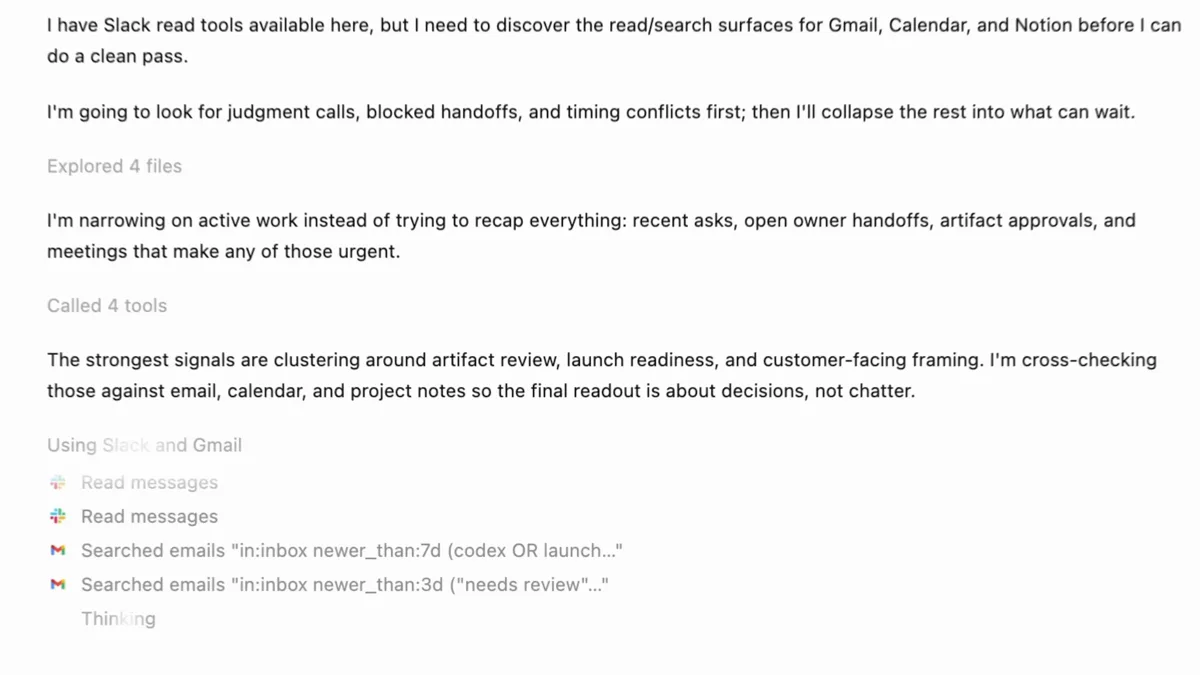 I have Slack read tools available here, but I need to discover the read/search surfaces for Gmail, Calendar, and Notion before I can
do a clean pass.
I'm going to look for judgment calls, blocked handoffs, and timing conflicts first; then I'll collapse the rest into what can wait.
Explored 4 files
I'm narrowing on active work instead of trying to recap everything: recent asks, open owner handoffs, artifact approvals, and
meetings that make any of those urgent.
Called 4 tools
The strongest signals are clustering around artifact review, launch readiness, and customer-facing framing. I'm cross-checking
those against email, calendar, and project notes so the final readout is about decisions, not chatter.
Using Slack and Gmail
Read messages
Read messages
Searched emails "in:inbox newer_than:7d (codex OR launch..."
Searched emails "in:inbox newer_than:3d ("needs review"..."
Thinking